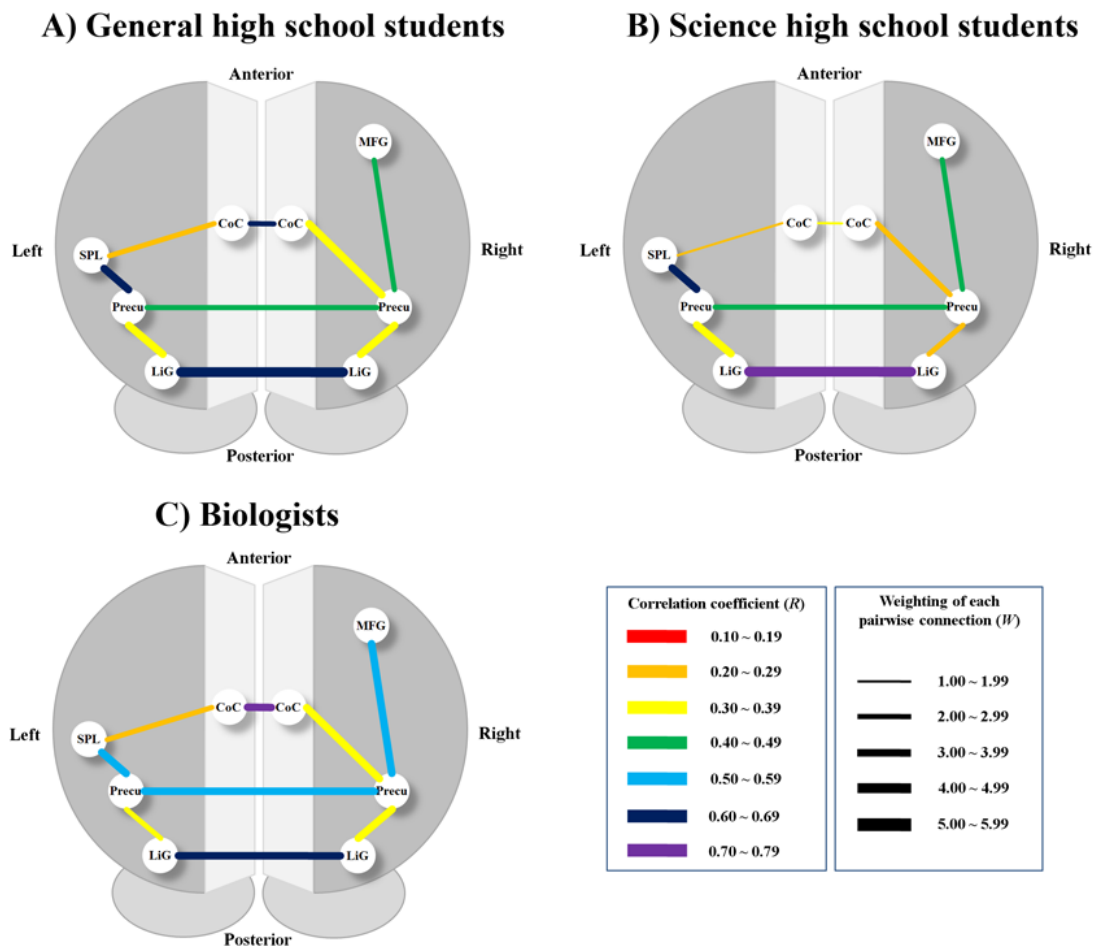 A) General high school students
Anterior
MFG
CoC CoC
Left
SPL
Right
Precu Precu
LiG LiG
Posterior
B) Science high school students
Anterior
MFG
CoC CoC
Left
SPL
Right
Precu Precu
LiG LiG
Posterior
C) Biologists
Anterior
MFG
CoC CoC
Left
SPL
Right
Precu Precu
LiG LiG
Posterior
Correlation coefficient (R)
0.10 ~ 0.19
0.20 ~ 0.29
0.30 ~ 0.39
0.40 ~ 0.49
0.50 ~ 0.59
0.60 ~ 0.69
0.70 ~ 0.79
Weighting of each
pairwise connection (W)
1.00 ~ 1.99
2.00 ~ 2.99
3.00 ~ 3.99
4.00 ~ 4.99
5.00 ~ 5.99